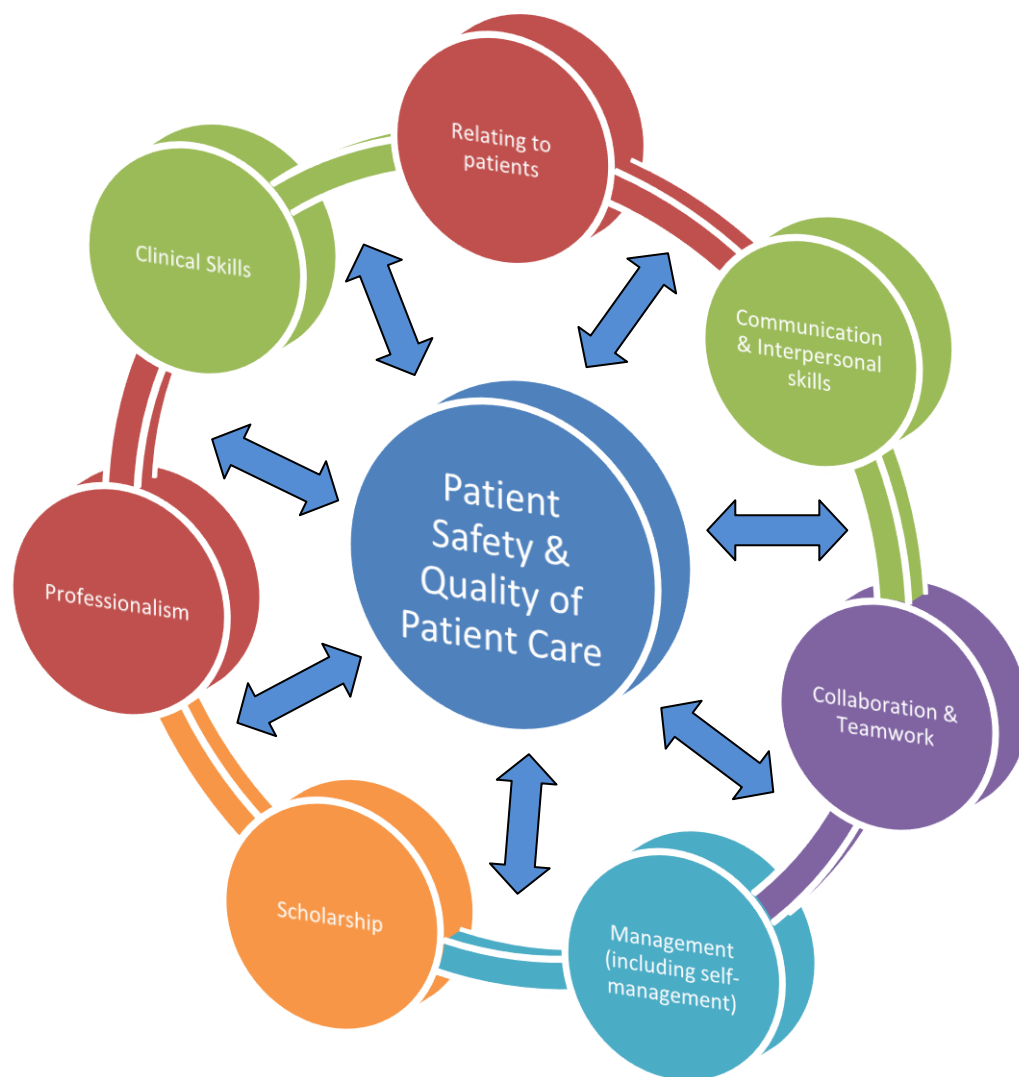 Relating to
patients
Communication
& Interpersonal
skills
Collaboration &
Teamwork
Management
(including self-
management)
Scholarship
Professionalism
Clinical Skills
Patient
Safety &
Quality of
Patient Care